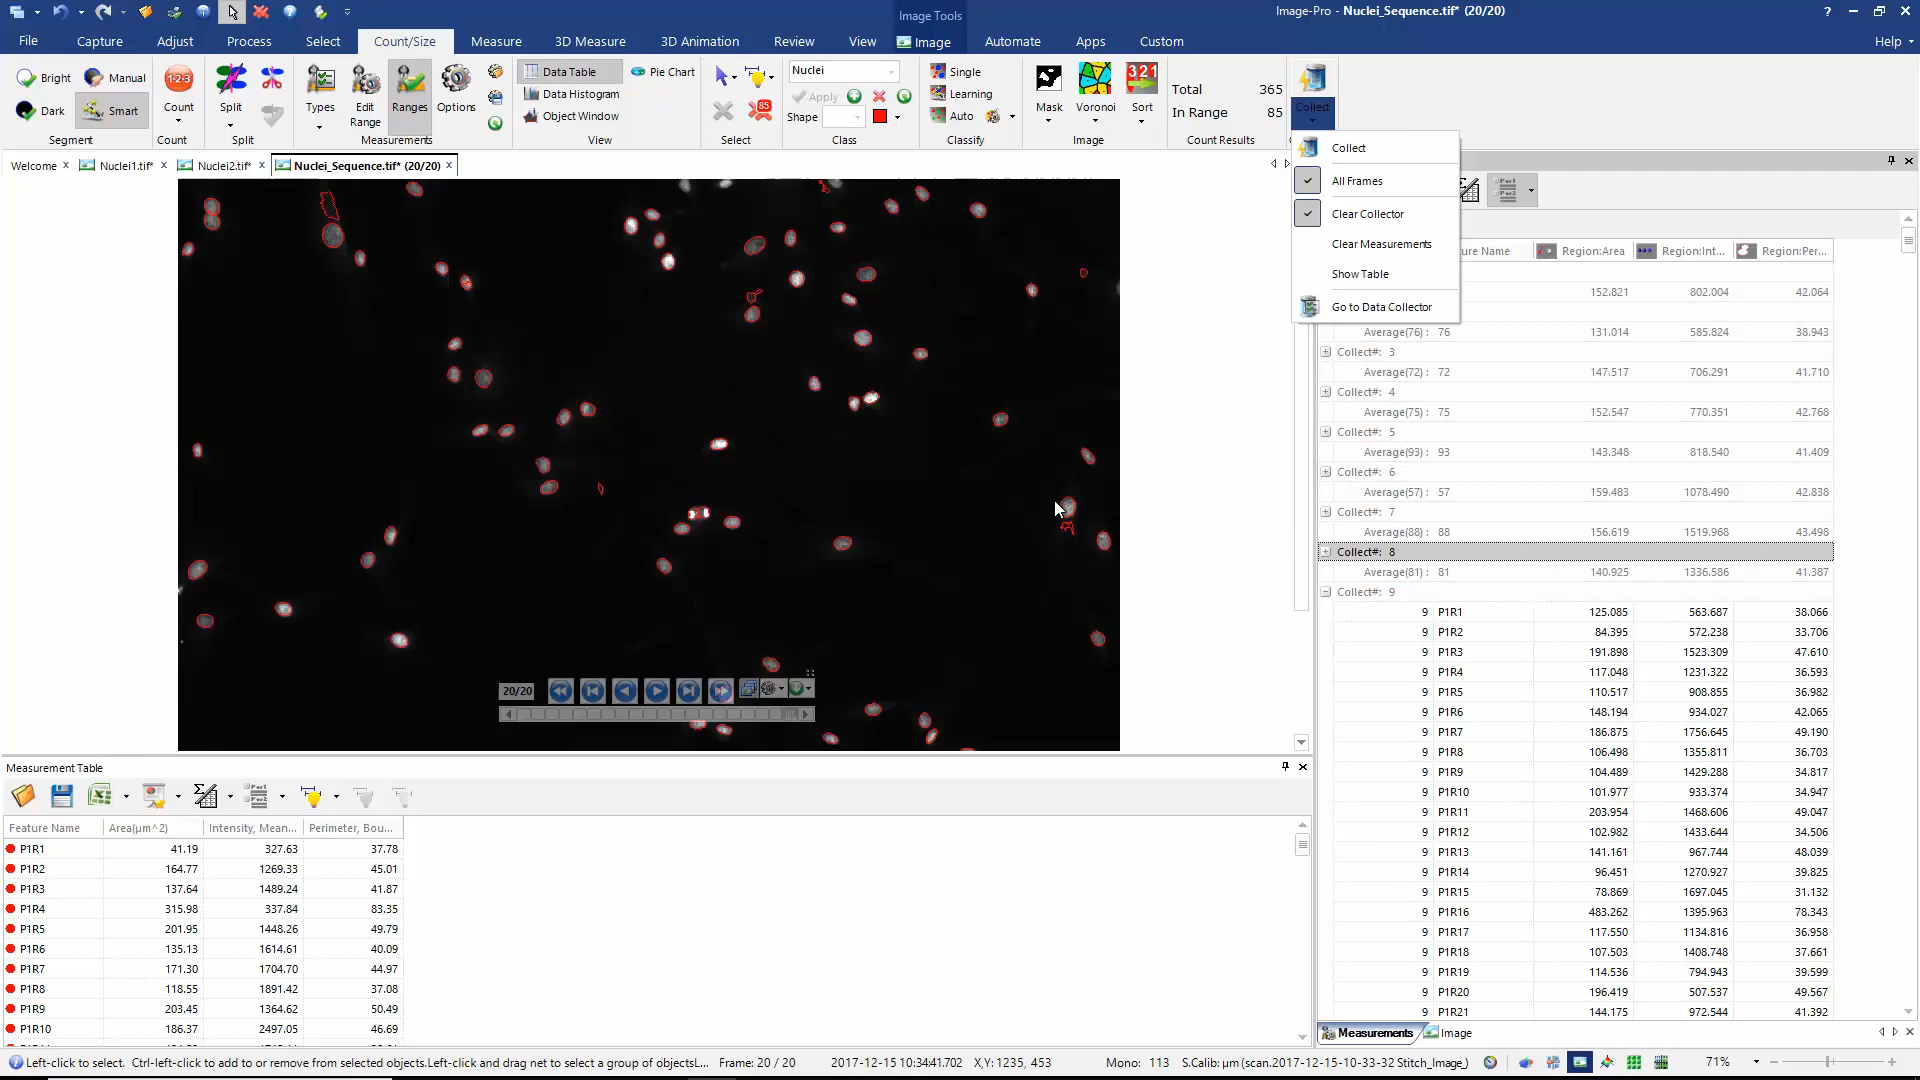 Image Tools
Image-Pro - Nuclei_Sequence.tif* (20/20)
File Capture Adjust Process Select Count/Size Measure 3D Measure 3D Animation Review View Image Automate Apps Custom Help
Bright Manual
Dark Smart
Segment
1-2-3
Count
Count
Split
Split
Types
Edit Range
Ranges
Options
Measurements
Data Table Pie Chart
Data Histogram
Object Window
View
85
Select
Nuclei
Apply
Shape
Class
Single
Learning
Auto
Classify
Mask
Voronoi
321
Sort
Image
Total 365
In Range 85
Count Results
Collect
Collect
All Frames
Clear Collector
Clear Measurements
Show Table
Go to Data Collector
Welcome Nuclei1.tif* Nuclei2.tif* Nuclei_Sequence.tif* (20/20)
20/20
ure Name Region:Area Region:Int... Region:Per...
152.821 802.004 42.064
Average(76) : 76 131.014 585.824 38.943
Collect#: 3
Average(72) : 72 147.517 706.291 41.710
Collect#: 4
Average(75) : 75 152.547 770.351 42.768
Collect#: 5
Average(93) : 93 143.348 818.540 41.409
Collect#: 6
Average(57) : 57 159.483 1078.490 42.838
Collect#: 7
Average(88) : 88 156.619 1519.968 43.498
Collect#: 8
Average(81) : 81 140.925 1336.586 41.387
Collect#: 9
9 P1R1 125.085 563.687 38.066
9 P1R2 84.395 572.238 33.706
9 P1R3 191.898 1523.309 47.610
9 P1R4 117.048 1231.322 36.593
9 P1R5 110.517 908.855 36.982
9 P1R6 148.194 934.027 42.065
9 P1R7 186.875 1756.645 49.190
9 P1R8 106.498 1355.811 36.703
9 P1R9 104.489 1429.288 34.817
9 P1R10 101.977 933.374 34.947
9 P1R11 203.954 1468.606 49.047
9 P1R12 102.982 1433.644 34.506
9 P1R13 141.161 967.744 48.039
9 P1R14 96.451 1270.927 39.825
9 P1R15 78.869 1697.045 31.132
9 P1R16 483.262 1395.963 78.343
9 P1R17 117.550 1134.816 36.958
9 P1R18 107.503 1408.748 37.661
9 P1R19 114.536 794.943 39.599
9 P1R20 196.419 507.537 49.567
9 P1R21 144.175 972.544 41.392
Measurements Image
Measurement Table
Feature Name Area(µm^2) Intensity, Mean... Perimeter, Bou...
P1R1 41.19 327.63 37.78
P1R2 164.77 1269.33 45.01
P1R3 137.64 1489.24 41.87
P1R4 315.98 337.84 83.35
P1R5 201.95 1448.26 49.79
P1R6 135.13 1614.61 40.09
P1R7 171.30 1704.70 44.97
P1R8 118.55 1891.42 37.08
P1R9 203.45 1364.62 50.49
P1R10 186.37 2497.05 46.69
Left-click to select. Ctrl-left-click to add to or remove from selected objects.Left-click and drag net to select a group of objectsL... Frame: 20 / 20 2017-12-15 10:34:41.702 X,Y: 1235, 453 Mono: 113 S.Calib: µm (scan.2017-12-15-10-33-32 Stitch_Image_) 71%